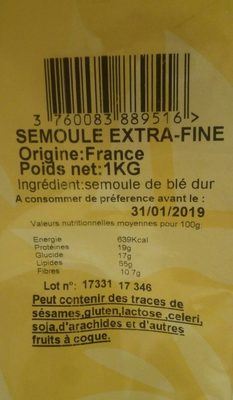 3 760083 889516 >
SEMOULE EXTRA-FINE
Origine:France
Poids net:1KG
Ingrédient:semoule de blé dur
A consommer de préference avant le :
31/01/2019
Valeurs nutritionnelles moyennes pour 100g:
Energie 639Kcal
Protéines 19g
Glucide 17g
Lipides 55g
Fibres 10.7g
Lot n°: 17331 17 346
Peut contenir des traces de
sésames,gluten,lactose ,celeri,
soja,d'arachides et d'autres
fruits à coque.